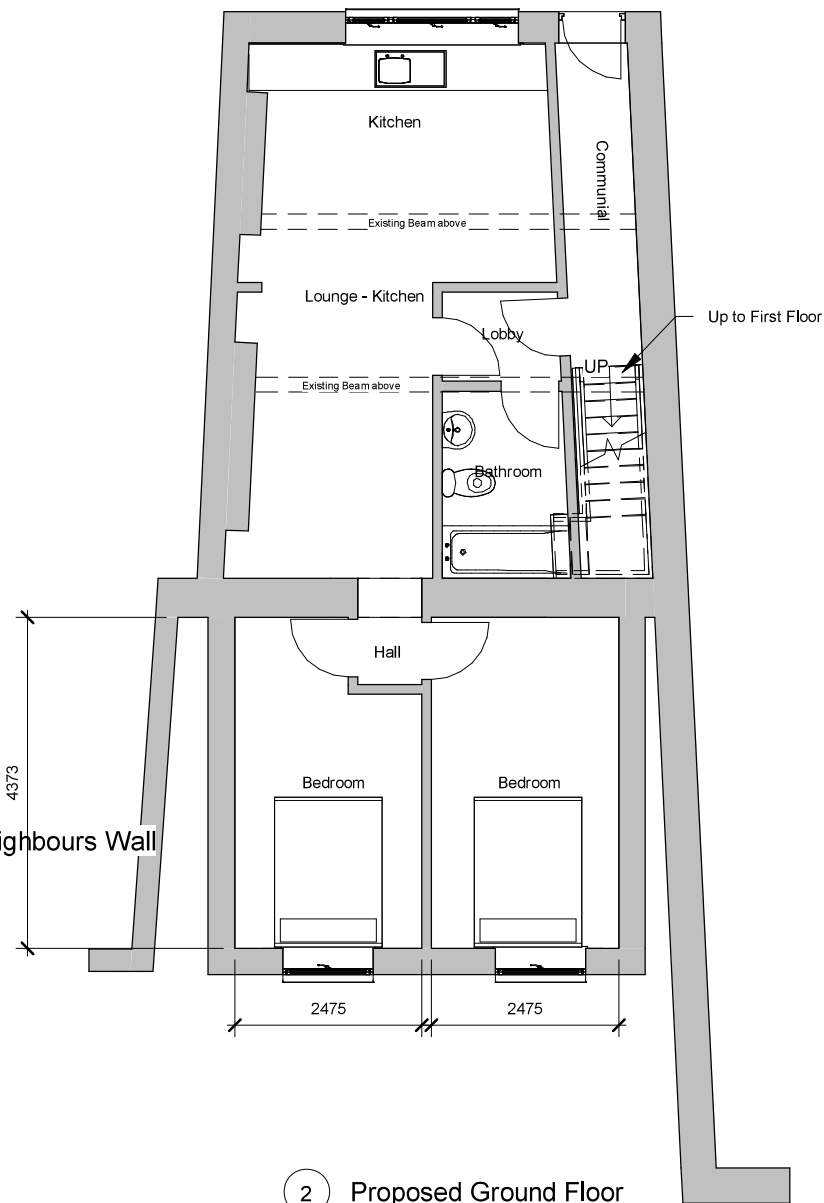 Kitchen
Communial
Existing Beam above
Lounge - Kitchen
Up to First Floor
Lobby
UP
Existing Beam above
Bathroom
Hall
4373
Bedroom
Bedroom
ighbours Wall
2475
2475
2
Proposed Ground Floor